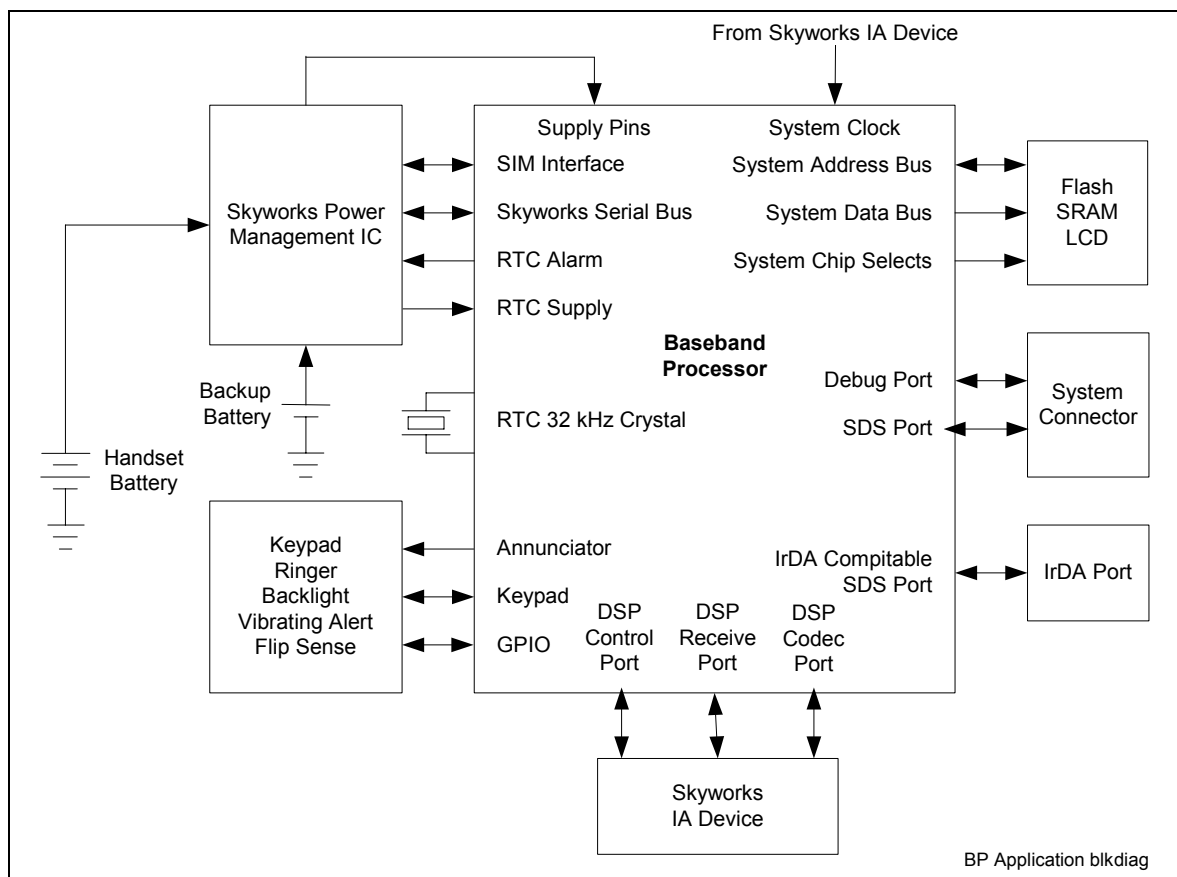 From Skyworks IA Device
Supply Pins
System Clock
SIM Interface
System Address Bus
Skyworks Serial Bus
System Data Bus
RTC Alarm
System Chip Selects
RTC Supply
Skyworks Power
Management IC
Flash
SRAM
LCD
Baseband
Processor
Backup
Battery
RTC 32 kHz Crystal
Debug Port
SDS Port
System
Connector
Handset
Battery
Keypad
Ringer
Backlight
Vibrating Alert
Flip Sense
Annunciator
Keypad
GPIO
IrDA Compitable
SDS Port
IrDA Port
DSP
Control
Port
DSP
Receive
Port
DSP
Codec
Port
Skyworks
IA Device
BP Application blkdiag